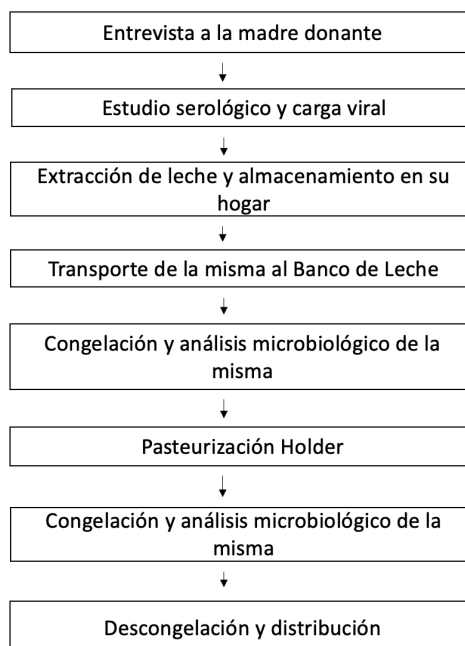 Entrevista a la madre donante
Estudio serológico y carga viral
Extracción de leche y almacenamiento en su
hogar
Transporte de la misma al Banco de Leche
Congelación y análisis microbiológico de la
misma
Pasteurización Holder
Congelación y análisis microbiológico de la
misma
Descongelación y distribución